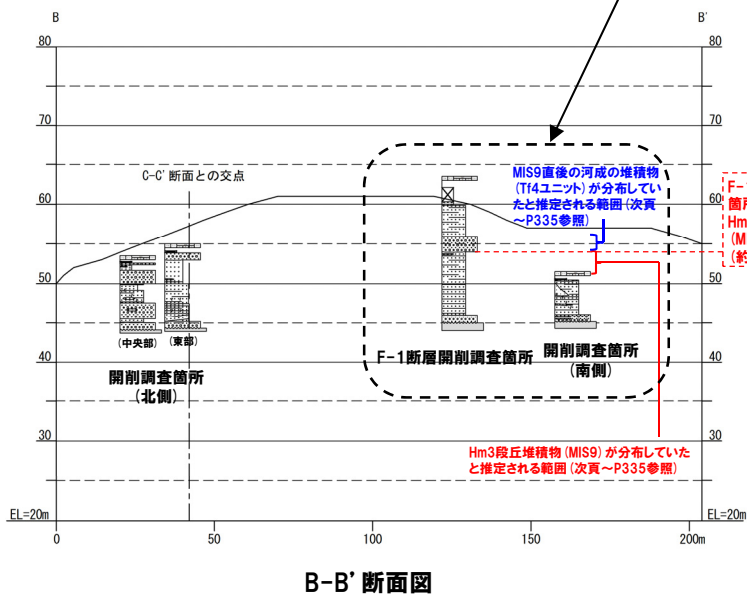 B
B'
80
80
70
70
C-C'断面との交点
MIS9直後の河成の堆積物
(Tf4ユニット)が分布してい
たと推定される範囲(次頁
～P335参照)
F-
箇所
Hm
(M
(約
60
60
50
50
(中央部)
(東部)
開削調査箇所
(北側)
F-1断層開削調査箇所
開削調査箇所
(南側)
40
40
30
30
Hm3段丘堆積物(MIS9)が分布していた
と推定される範囲(次頁～P335参照)
EL=20m
EL=20m
0
50
100
150
200m
B-B'断面図